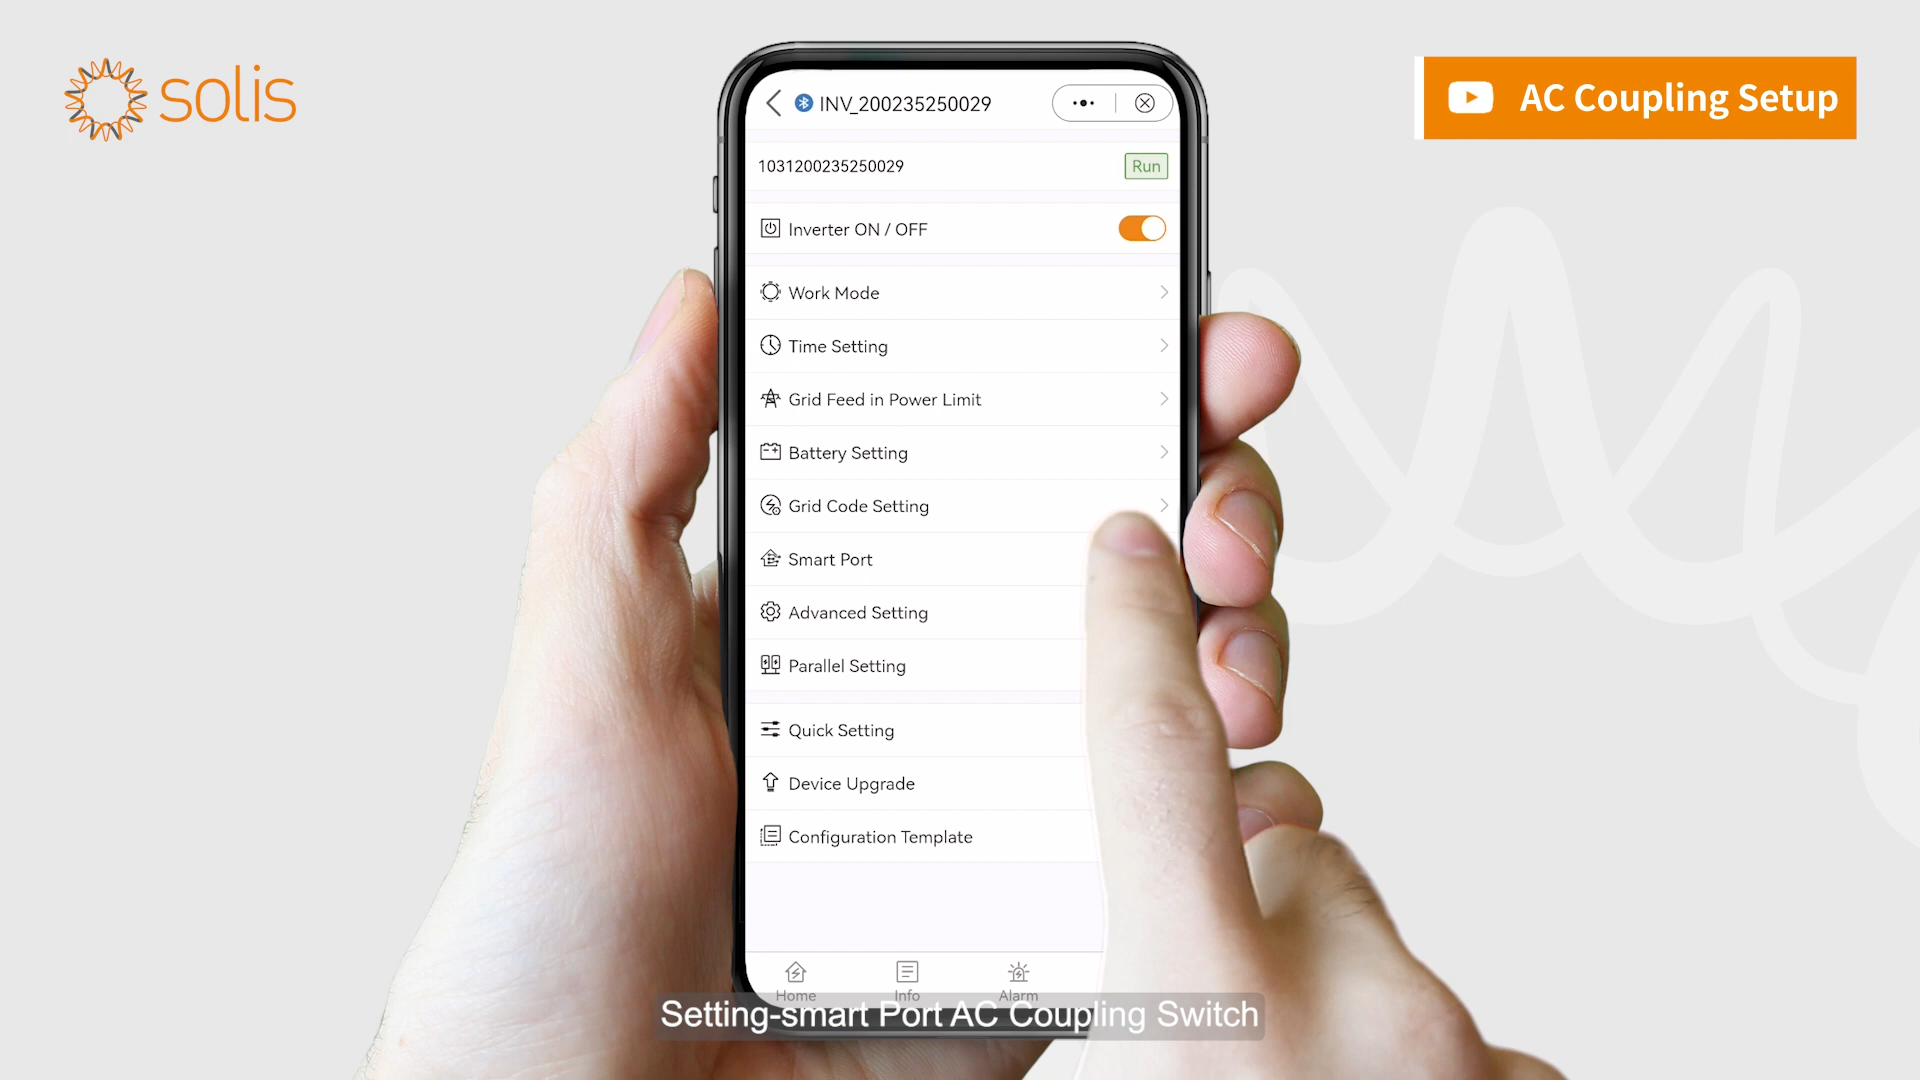 solis
AC Coupling Setup
INV_200235250029
1031200235250029
Run
Inverter ON / OFF
Work Mode
Time Setting
Grid Feed in Power Limit
Battery Setting
Grid Code Setting
Smart Port
Advanced Setting
Parallel Setting
Quick Setting
Device Upgrade
Configuration Template
Home
Info
Alarm
Setting-smart Port AC Coupling Switch